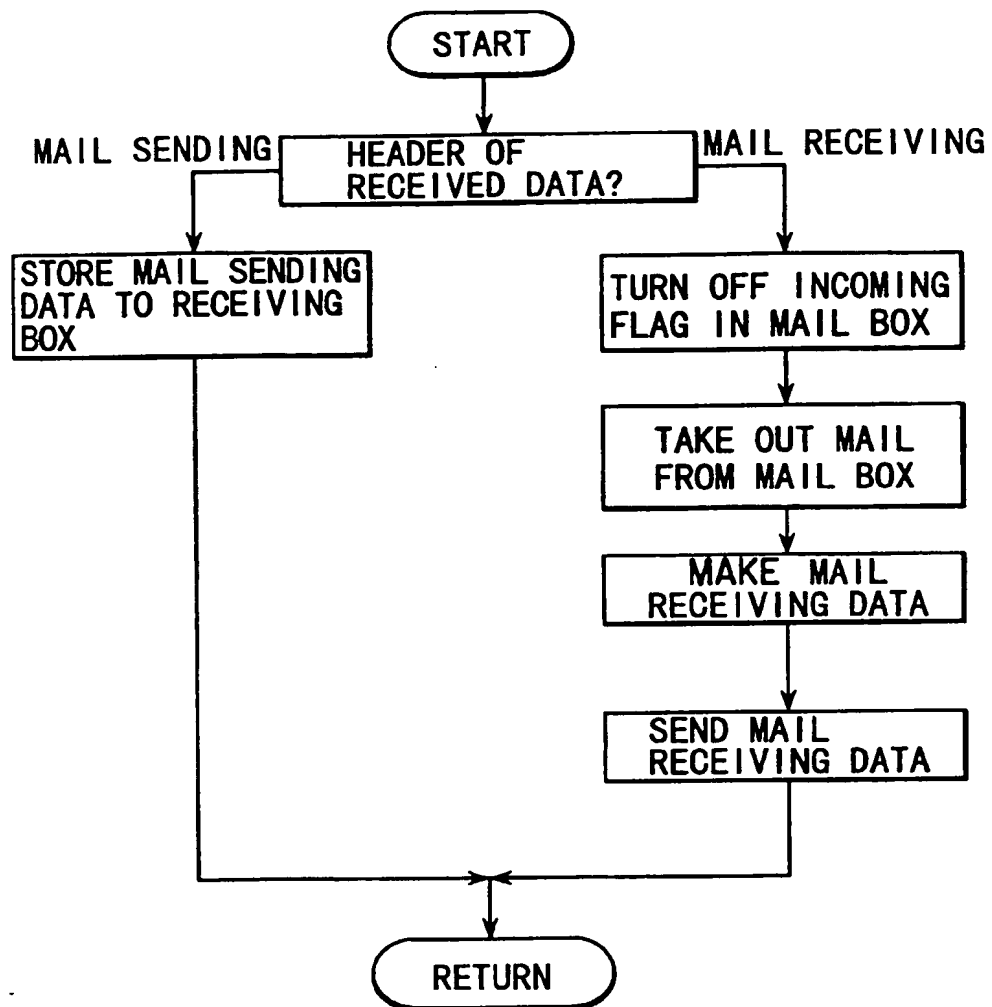 START
MAIL SENDING
HEADER OF
RECEIVED DATA?
MAIL RECEIVING
STORE MAIL SENDING
DATA TO RECEIVING
BOX
TURN OFF INCOMING
FLAG IN MAIL BOX
TAKE OUT MAIL
FROM MAIL BOX
MAKE MAIL
RECEIVING DATA
SEND MAIL
RECEIVING DATA
RETURN